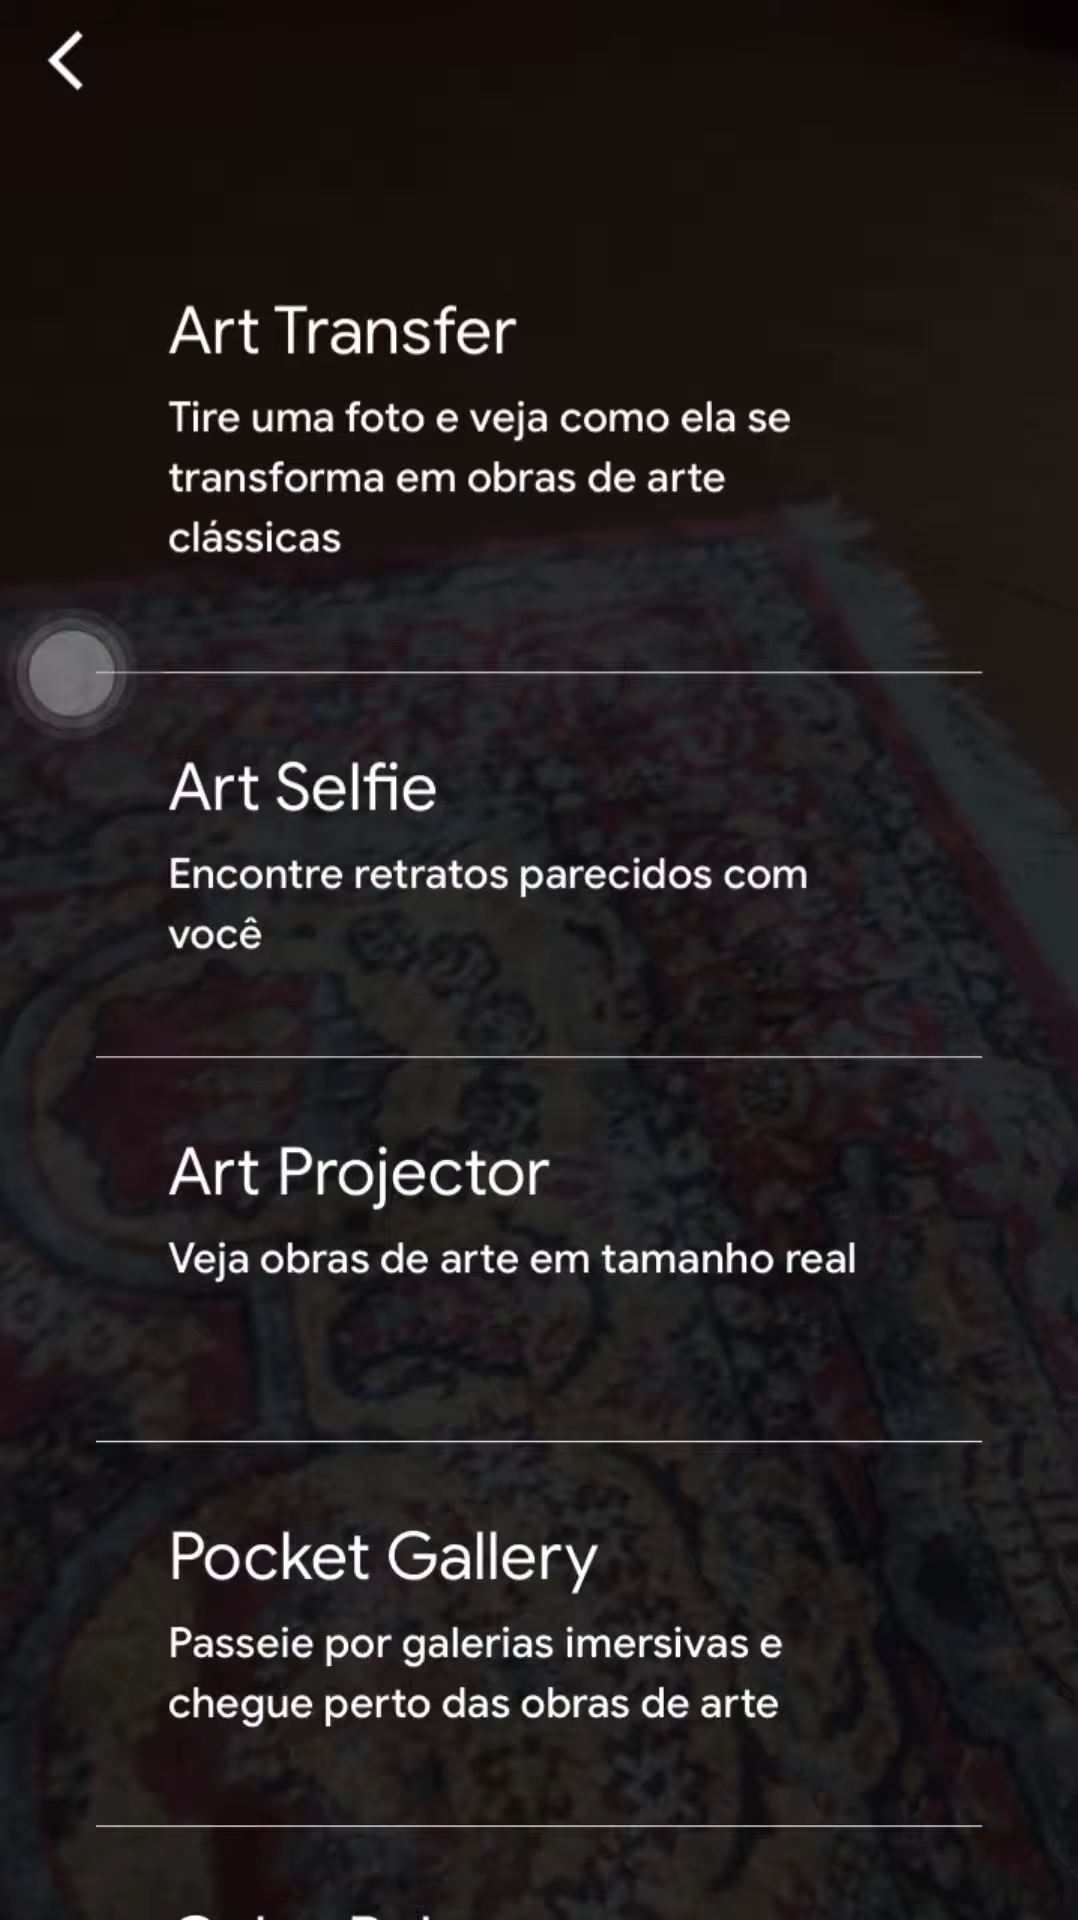 Art Transfer
Tire uma foto e veja como ela se
transforma em obras de arte
clássicas
Art Selfie
Encontre retratos parecidos com
você
Art Projector
Veja obras de arte em tamanho real
Pocket Gallery
Passeie por galerias imersivas e
chegue perto das obras de arte